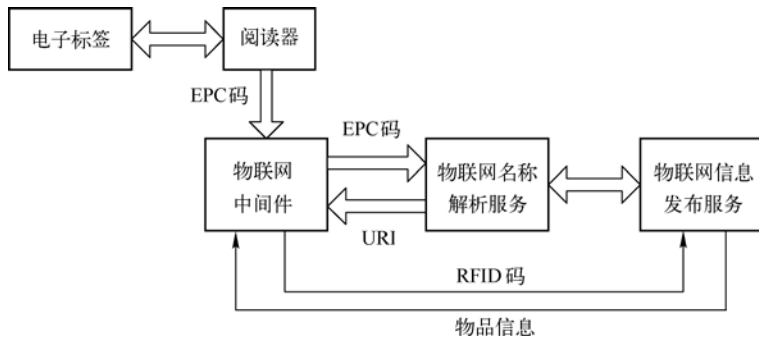 电子标签
阅读器
EPC码
EPC码
物联网
中间件
物联网名称
解析服务
物联网信息
发布服务
URI
RFID码
物品信息